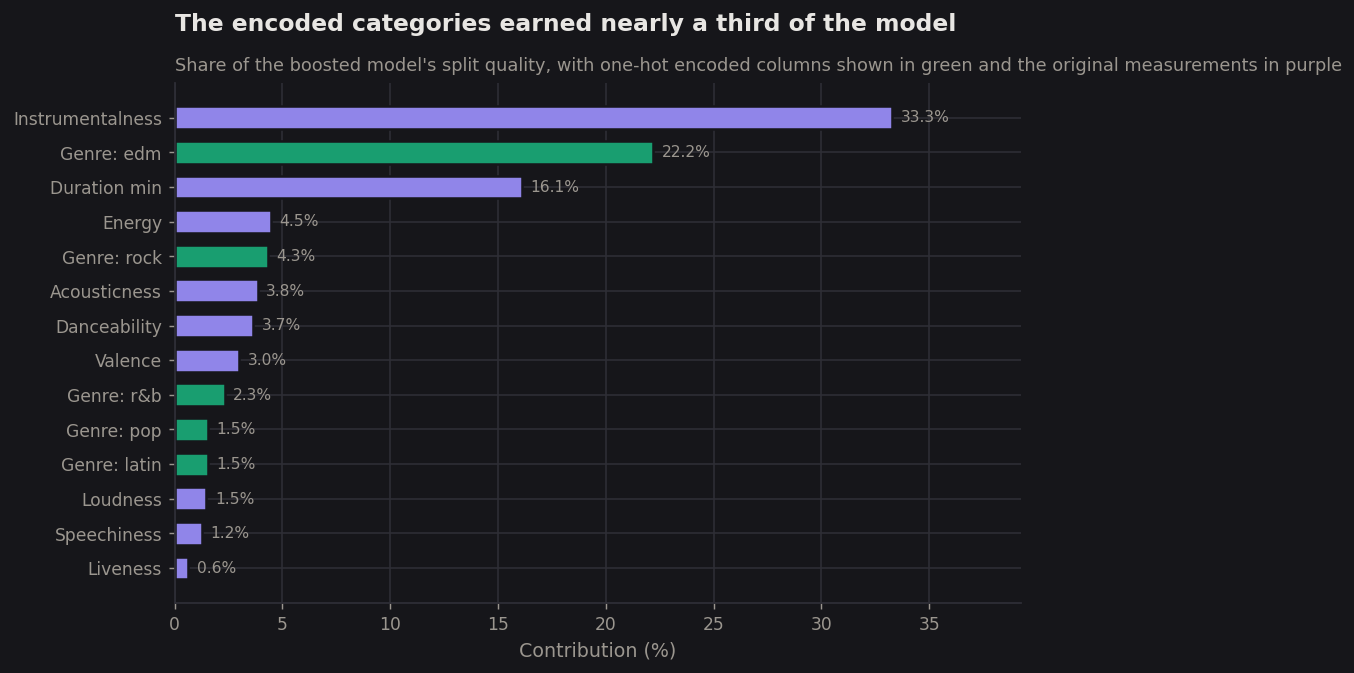 The encoded categories earned nearly a third of the model
Share of the boosted model's split quality, with one-hot encoded columns shown in green and the original measurements in purple
Instrumentalness 33.3%
Genre: edm 22.2%
Duration min 16.1%
Energy 4.5%
Genre: rock 4.3%
Acousticness 3.8%
Danceability 3.7%
Valence 3.0%
Genre: r&b 2.3%
Genre: pop 1.5%
Genre: latin 1.5%
Loudness 1.5%
Speechiness 1.2%
Liveness 0.6%
0 5 10 15 20 25 30 35
Contribution (%)